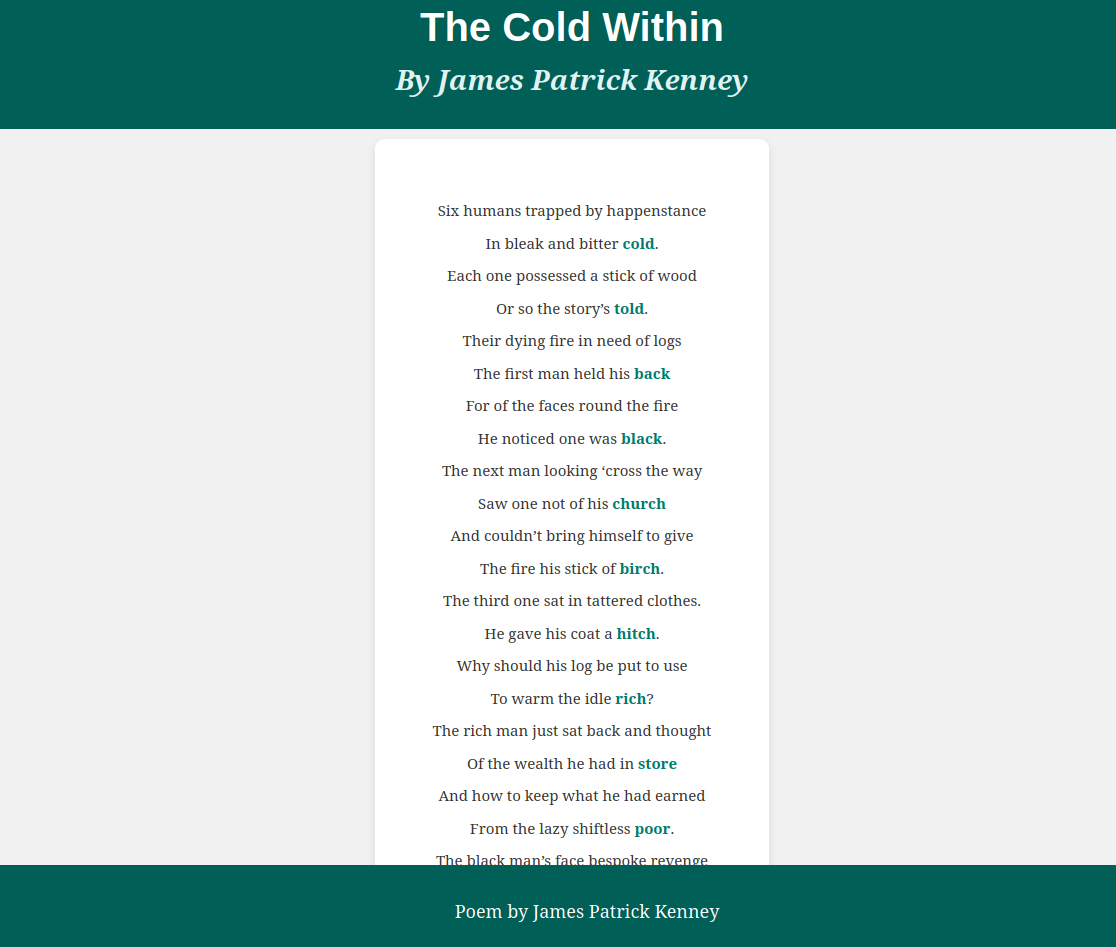 The Cold Within
By James Patrick Kenney
Six humans trapped by happenstance
In bleak and bitter cold.
Each one possessed a stick of wood
Or so the story’s told.
Their dying fire in need of logs
The first man held his back
For of the faces round the fire
He noticed one was black.
The next man looking ‘cross the way
Saw one not of his church
And couldn’t bring himself to give
The fire his stick of birch.
The third one sat in tattered clothes.
He gave his coat a hitch.
Why should his log be put to use
To warm the idle rich?
The rich man just sat back and thought
Of the wealth he had in store
And how to keep what he had earned
From the lazy shiftless poor.
The black man’s face bespoke revenge
Poem by James Patrick Kenney